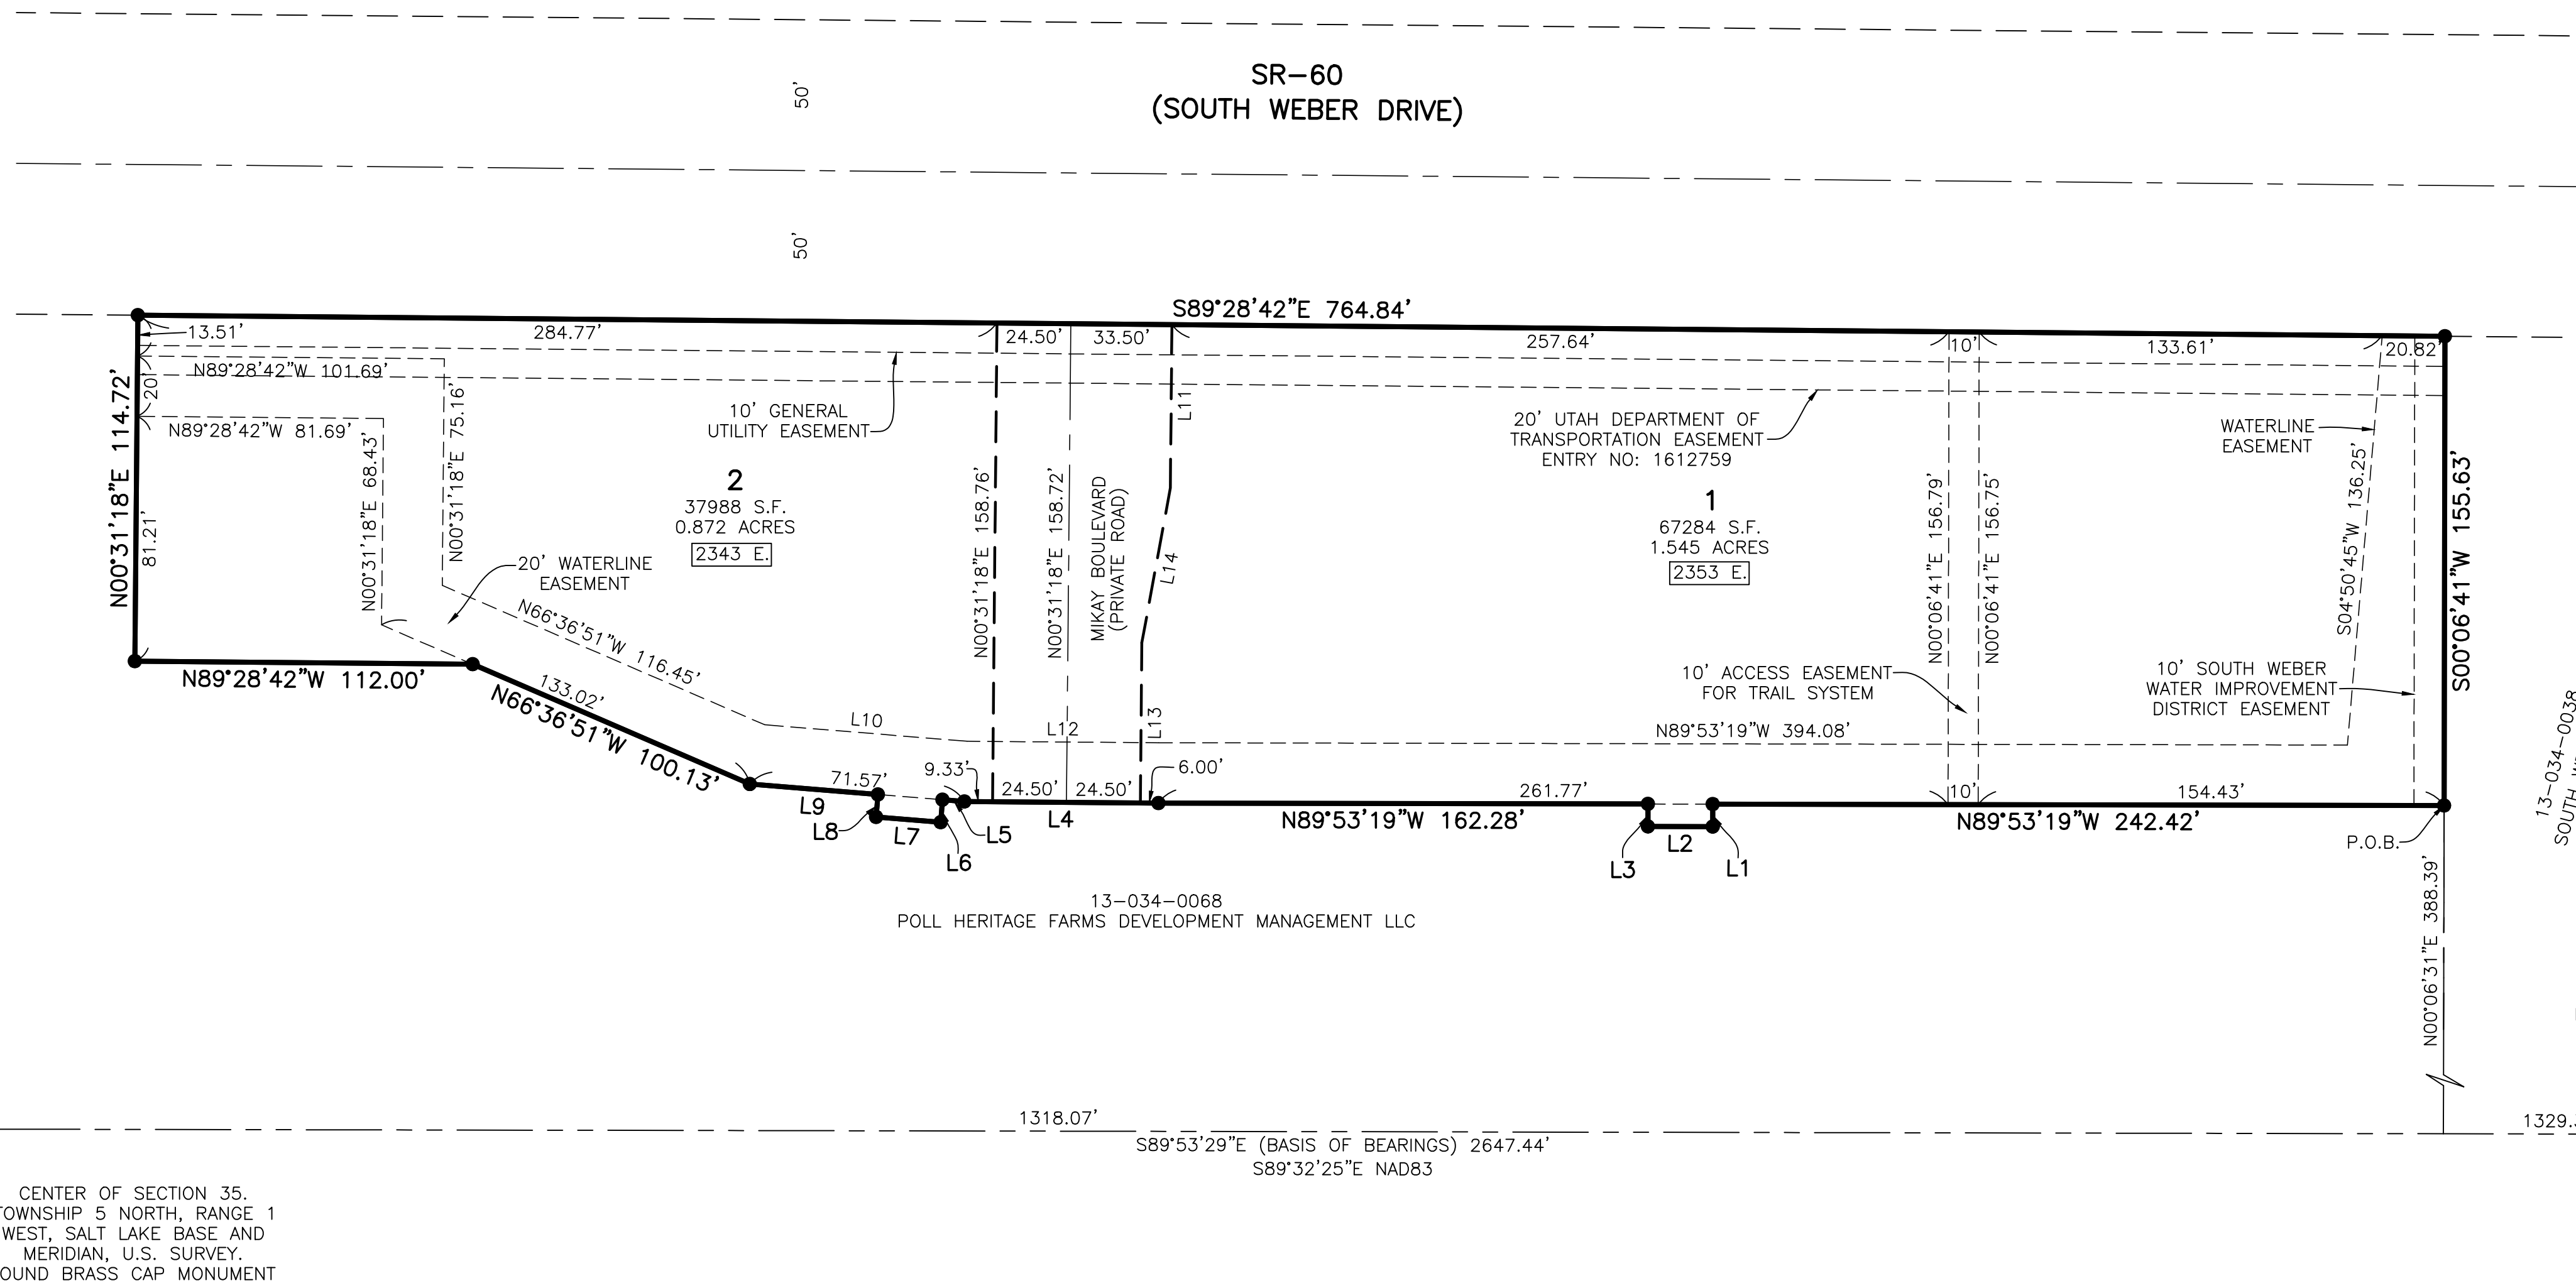 SR-60
(SOUTH WEBER DRIVE)
50'
50'
S89°28'42"E 764.84'
13.51'
284.77'
24.50'
33.50'
257.64'
10'
133.61'
20.82'
N89°28'42"W 101.69'
20'
N89°28'42"W 81.69'
N00°31'18"E 114.72'
81.21'
N00°31'18"E 68.43'
N00°31'18"E 75.16'
10' GENERAL
UTILITY EASEMENT
2
37988 S.F.
0.872 ACRES
2343 E.
20' WATERLINE
EASEMENT
N66°36'51"W 116.45'
N00°31'18"E 158.76'
N00°31'18"E 158.72'
MIKAY BOULEVARD
(PRIVATE ROAD)
L11
L14
L13
20' UTAH DEPARTMENT OF
TRANSPORTATION EASEMENT
ENTRY NO: 1612759
1
67284 S.F.
1.545 ACRES
2353 E.
N00°06'41"E 156.79'
N00°06'41"E 156.75'
WATERLINE
EASEMENT
S04°50'45"W 136.25'
S00°06'41"W 155.63'
10' ACCESS EASEMENT
FOR TRAIL SYSTEM
10' SOUTH WEBER
WATER IMPROVEMENT
DISTRICT EASEMENT
N89°28'42"W 112.00'
133.02'
N66°36'51"W 100.13'
L10
L12
N89°53'19"W 394.08'
71.57'
9.33'
24.50'
24.50'
6.00'
261.77'
10'
154.43'
L9
L8
L7
L6
L5
L4
N89°53'19"W 162.28'
L3
L2
L1
N89°53'19"W 242.42'
P.O.B.
13-034-0038
13-034-0068
POLL HERITAGE FARMS DEVELOPMENT MANAGEMENT LLC
N00°06'31"E 388.39'
1318.07'
S89°53'29"E (BASIS OF BEARINGS) 2647.44'
S89°32'25"E NAD83
CENTER OF SECTION 35.
TOWNSHIP 5 NORTH, RANGE 1
WEST, SALT LAKE BASE AND
MERIDIAN, U.S. SURVEY.
OUND BRASS CAP MONUMENT